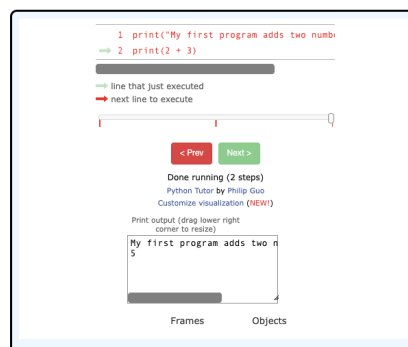 1 print("My first program adds two numbe
2 print(2 + 3)
line that just executed
next line to execute
< Prev Next >
Done running (2 steps)
Python Tutor by Philip Guo
Customize visualization (NEW!)
Print output (drag lower right
corner to resize)
My first program adds two n
5
Frames Objects